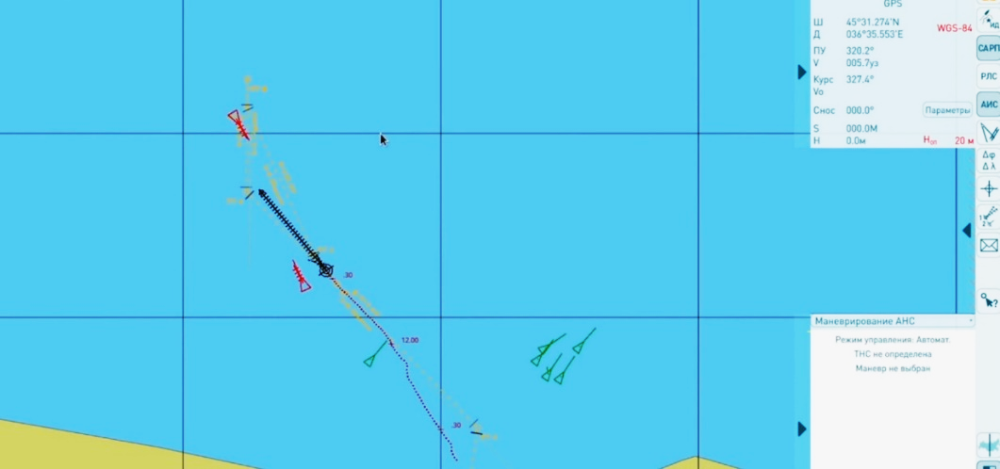 GPS
Ш 45°31.274'N
Д 036°35.553'E
WGS-84
ПУ 320.2°
V 005.7уз
Курс 327.4°
Vo
Снос 000.0°
Параметры
S 000.0М
H 0.0м
Hоп 20 м
ИД
САРП
РЛС
АИС
Δφ
Δλ
.30
12.00
.30
Маневрирование АНС
Режим управления: Автомат.
ТНС не определена
Маневр не выбран